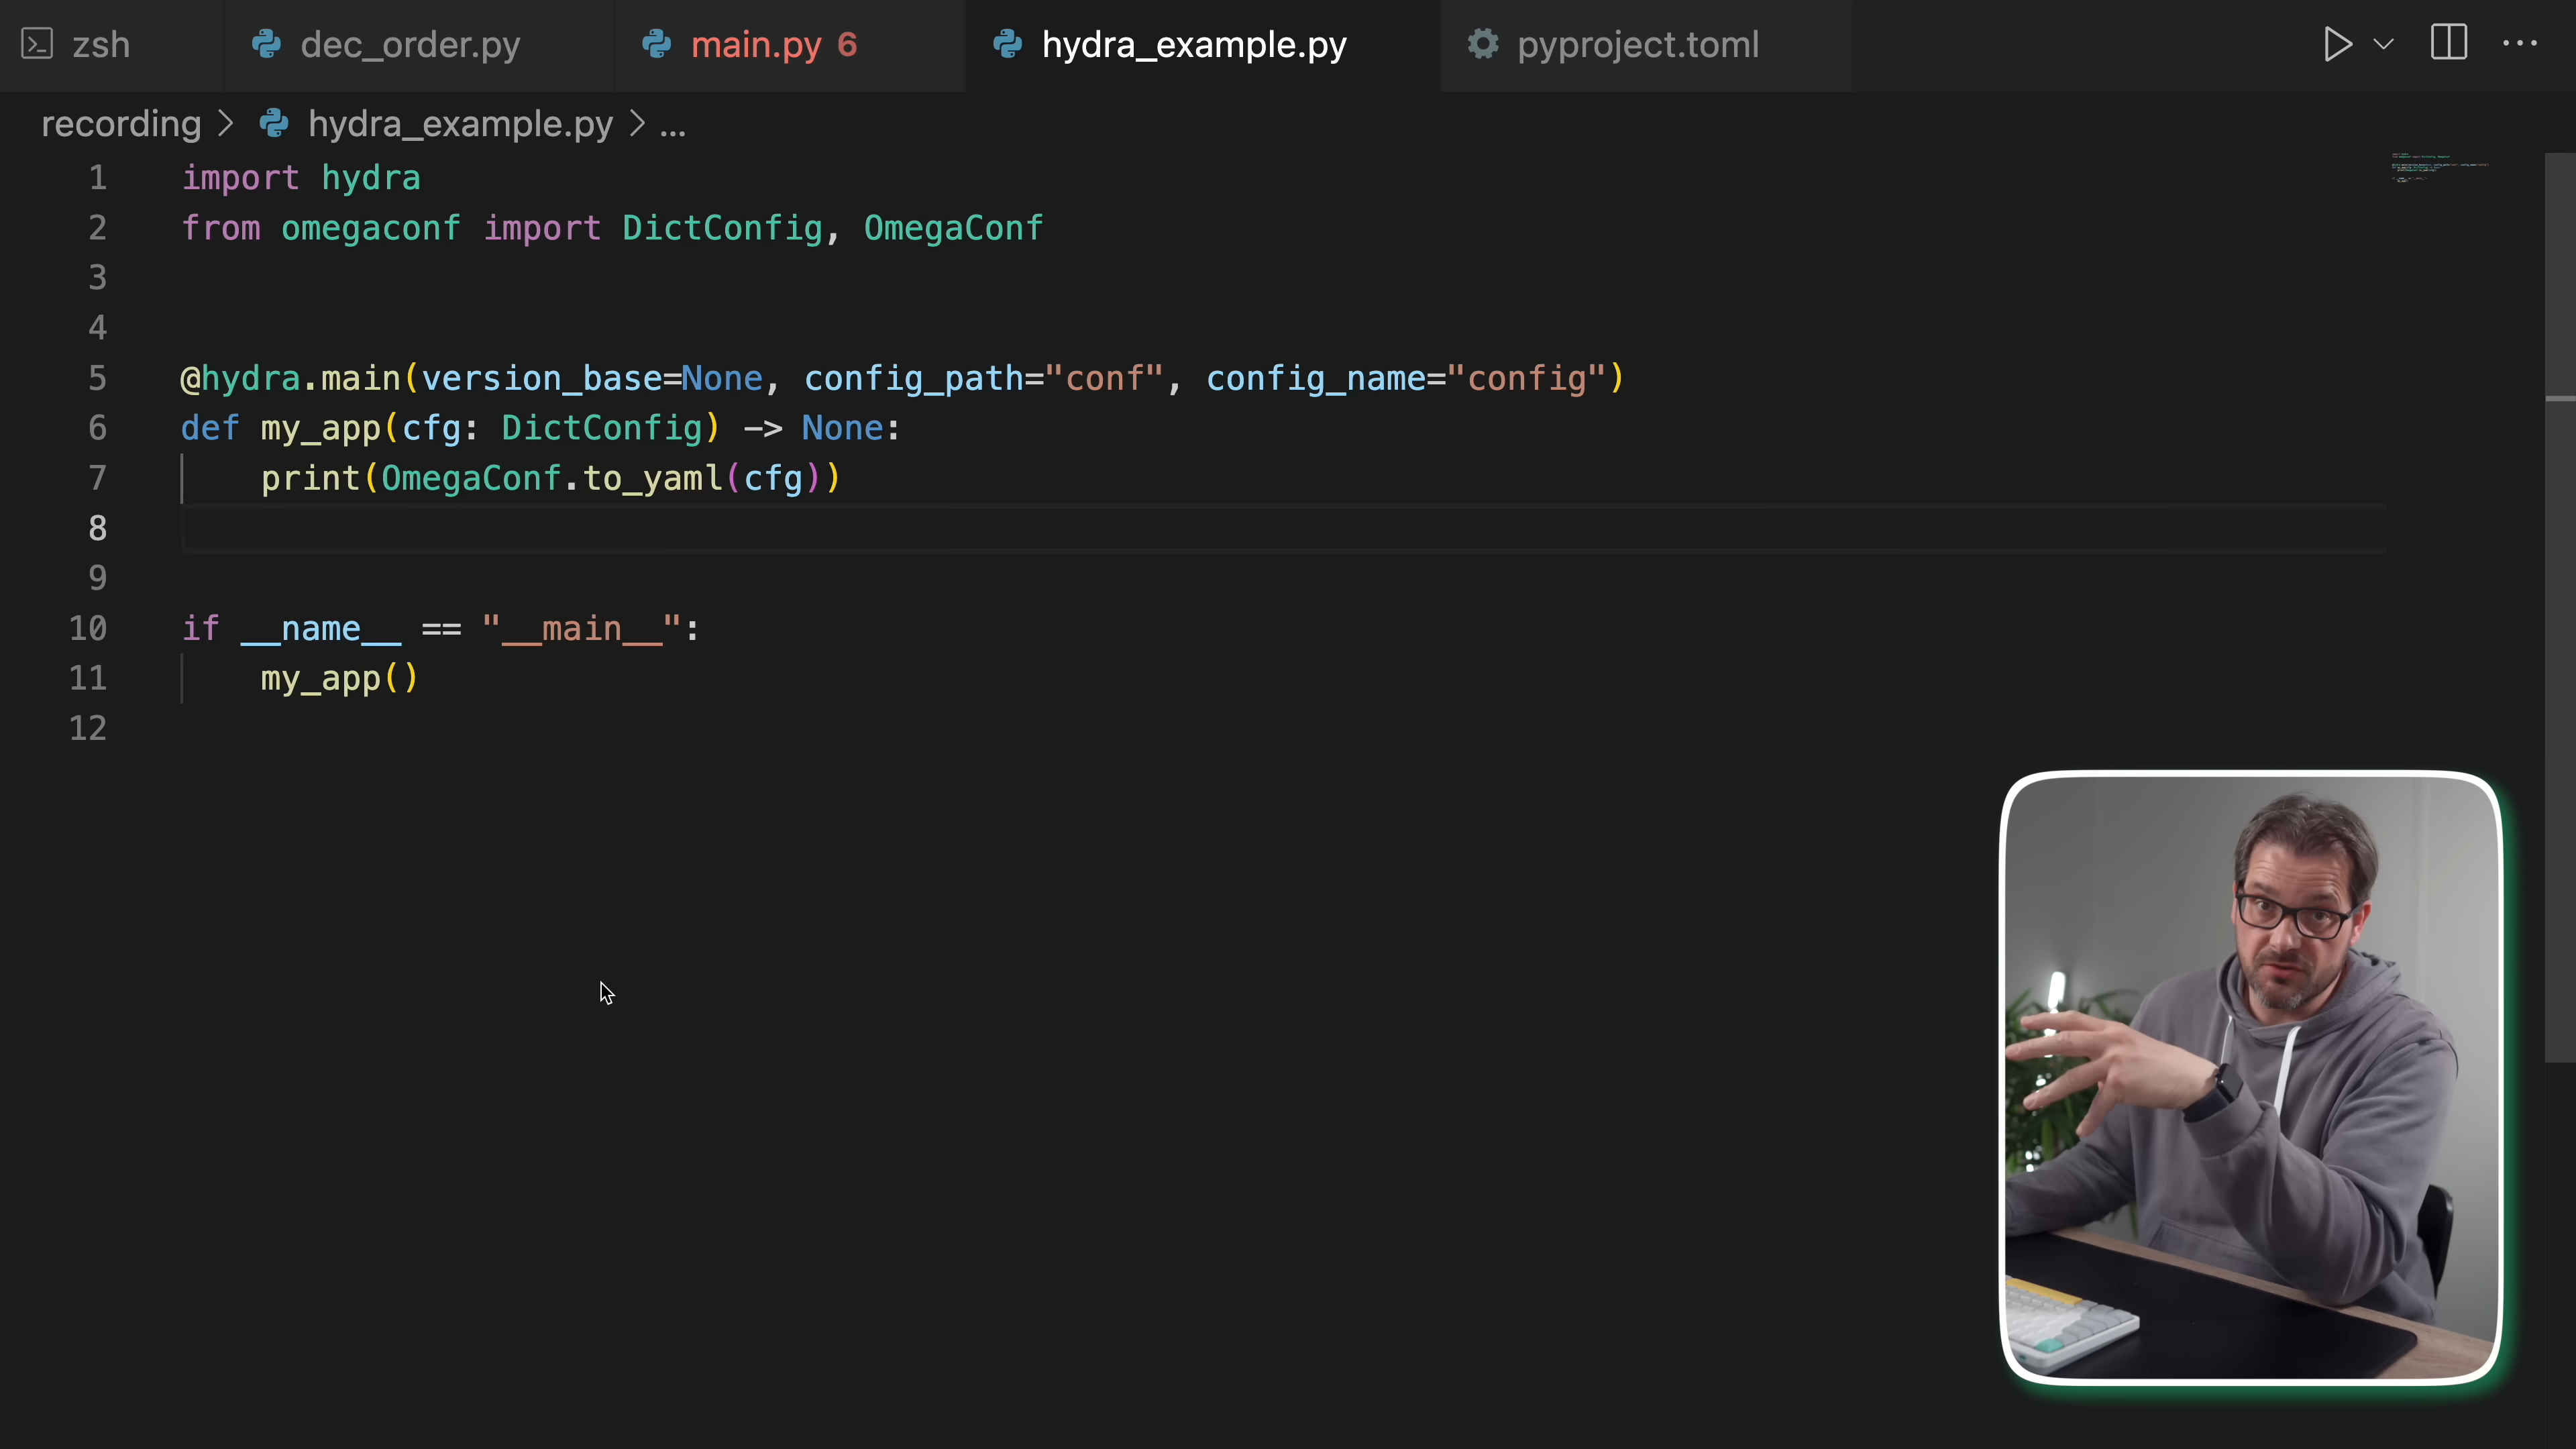 zsh
dec_order.py
main.py 6
hydra_example.py
pyproject.toml
recording > hydra_example.py > ...
1 import hydra
2 from omegaconf import DictConfig, OmegaConf
3
4
5 @hydra.main(version_base=None, config_path="conf", config_name="config")
6 def my_app(cfg: DictConfig) -> None:
7     print(OmegaConf.to_yaml(cfg))
8
9
10 if __name__ == "__main__":
11     my_app()
12